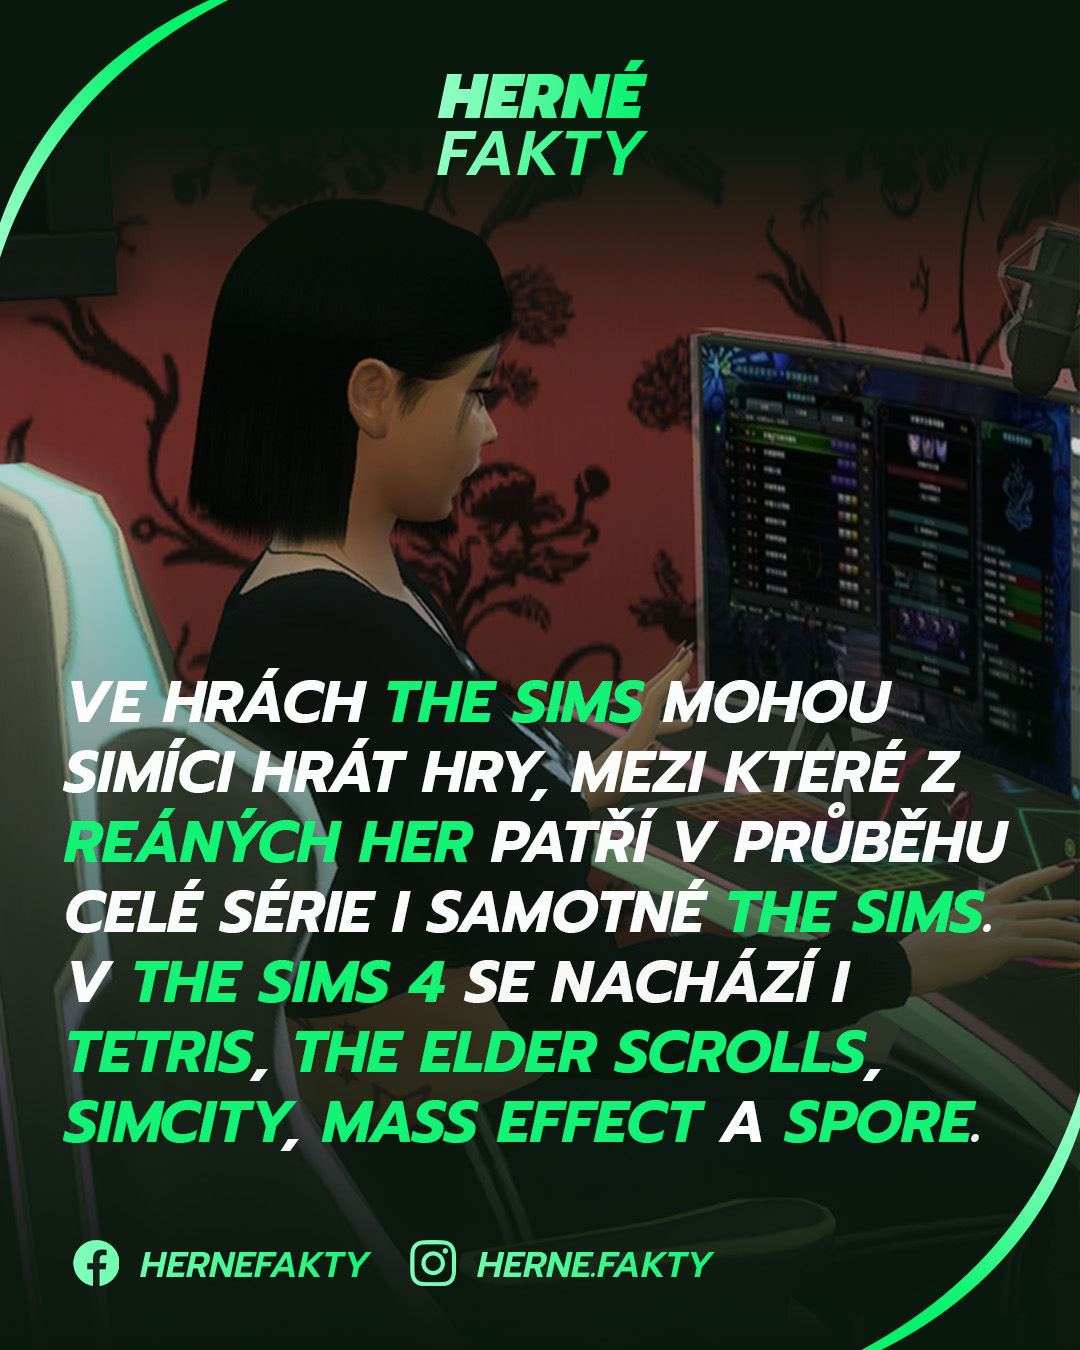 HERNÉ
FAKTY
VE HRÁCH THE SIMS MOHOU
SIMÍCI HRÁT HRY, MEZI KTERÉ Z
REÁNÝCH HER PATŘÍ V PRŮBĚHU
CELÉ SÉRIE I SAMOTNÉ THE SIMS.
V THE SIMS 4 SE NACHÁZÍ I
TETRIS, THE ELDER SCROLLS,
SIMCITY, MASS EFFECT A SPORE.
HERNEFAKTY HERNE.FAKTY